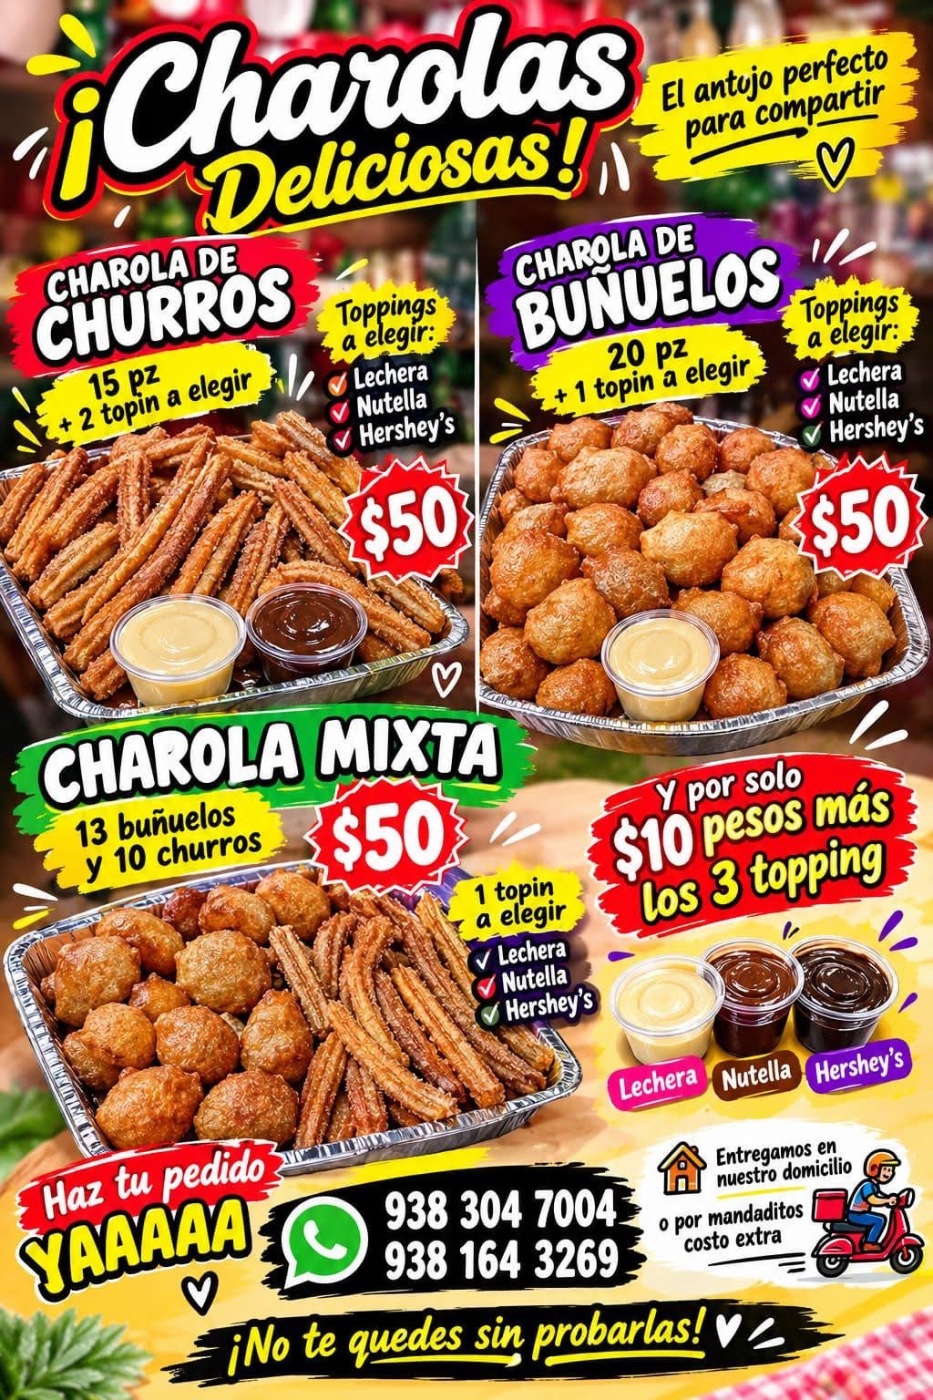 ¡Charolas
Deliciosas!
El antojo perfecto
para compartir
CHAROLA DE
CHURROS
15 pz
+ 2 topin a elegir
Toppings
a elegir:
Lechera
Nutella
Hershey's
$50
CHAROLA DE
BUÑUELOS
20 pz
+ 1 topin a elegir
Toppings
a elegir:
Lechera
Nutella
Hershey's
$50
CHAROLA MIXTA
13 buñuelos
y 10 churros
$50
1 topin
a elegir
Lechera
Nutella
Hershey's
Y por solo
$10 pesos más
los 3 topping
Lechera
Nutella
Hershey's
Haz tu pedido
YAAAAA
938 304 7004
938 164 3269
Entregamos en
nuestro domicilio
o por mandaditos
costo extra
¡No te quedes sin probarlas!